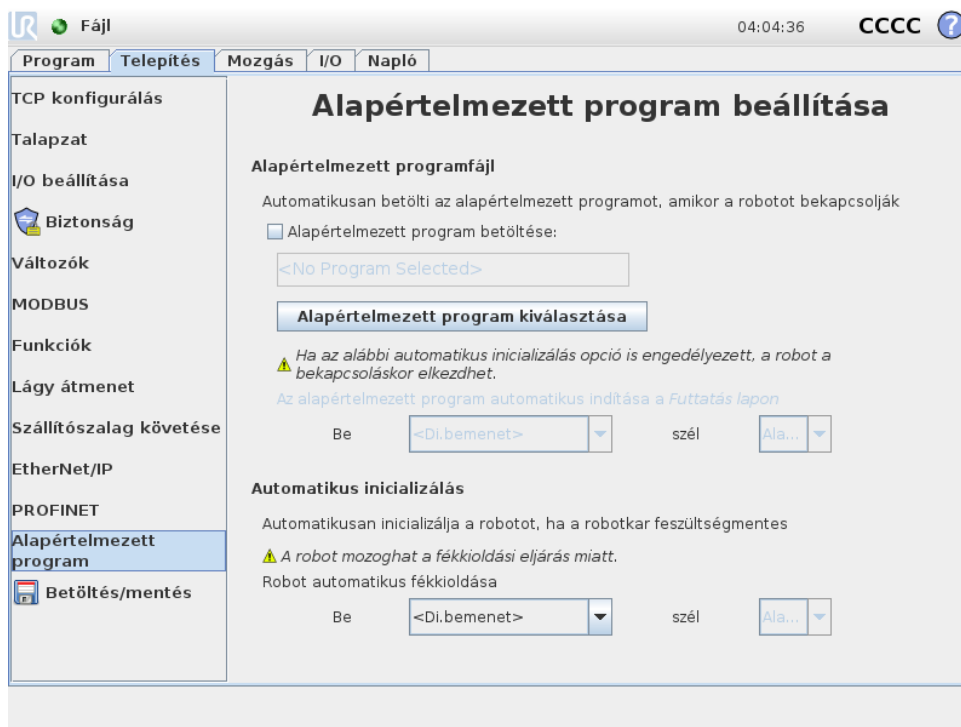 UR Fájl 04:04:36 CCCC ?
Program Telepítés Mozgás I/O Napló
TCP konfigurálás
Talapzat
I/O beállítása
Biztonság
Változók
MODBUS
Funkciók
Lágy átmenet
Szállítószalag követése
EtherNet/IP
PROFINET
Alapértelmezett
program
Betöltés/mentés
Alapértelmezett program beállítása
Alapértelmezett programfájl
Automatikusan betölti az alapértelmezett programot, amikor a robotot bekapcsolják
Alapértelmezett program betöltése:
<No Program Selected>
Alapértelmezett program kiválasztása
Ha az alábbi automatikus inicializálás opció is engedélyezett, a robot a
bekapcsoláskor elkezdhet.
Az alapértelmezett program automatikus indítása a Futtatás lapon
Be <Di.bemenet> szél Ala...
Automatikus inicializálás
Automatikusan inicializálja a robotot, ha a robotkar feszültségmentes
A robot mozoghat a fékkioldási eljárás miatt.
Robot automatikus fékkioldása
Be <Di.bemenet> szél Ala...